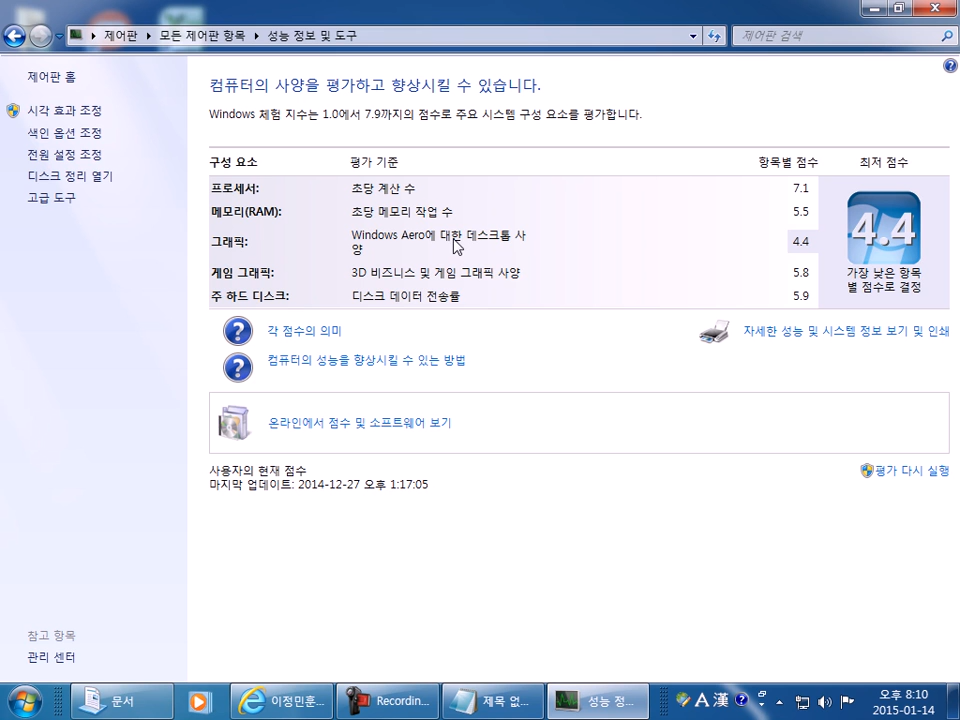 제어판 ▸ 모든 제어판 항목 ▸ 성능 정보 및 도구
제어판 검색
제어판 홈
시각 효과 조정
색인 옵션 조정
전원 설정 조정
디스크 정리 열기
고급 도구
컴퓨터의 사양을 평가하고 향상시킬 수 있습니다.
Windows 체험 지수는 1.0에서 7.9까지의 점수로 주요 시스템 구성 요소를 평가합니다.
구성 요소 평가 기준 항목별 점수 최저 점수
프로세서: 초당 계산 수 7.1
메모리(RAM): 초당 메모리 작업 수 5.5
그래픽: Windows Aero에 대한 데스크톱 사
양 4.4
게임 그래픽: 3D 비즈니스 및 게임 그래픽 사양 5.8
주 하드 디스크: 디스크 데이터 전송률 5.9
4.4
가장 낮은 항목
별 점수로 결정
각 점수의 의미
자세한 성능 및 시스템 정보 보기 및 인쇄
컴퓨터의 성능을 향상시킬 수 있는 방법
온라인에서 점수 및 소프트웨어 보기
사용자의 현재 점수
마지막 업데이트: 2014-12-27 오후 1:17:05
평가 다시 실행
참고 항목
관리 센터
문서
이정민훈...
Recordin...
제목 없...
성능 정...
A 漢
오후 8:10
2015-01-14